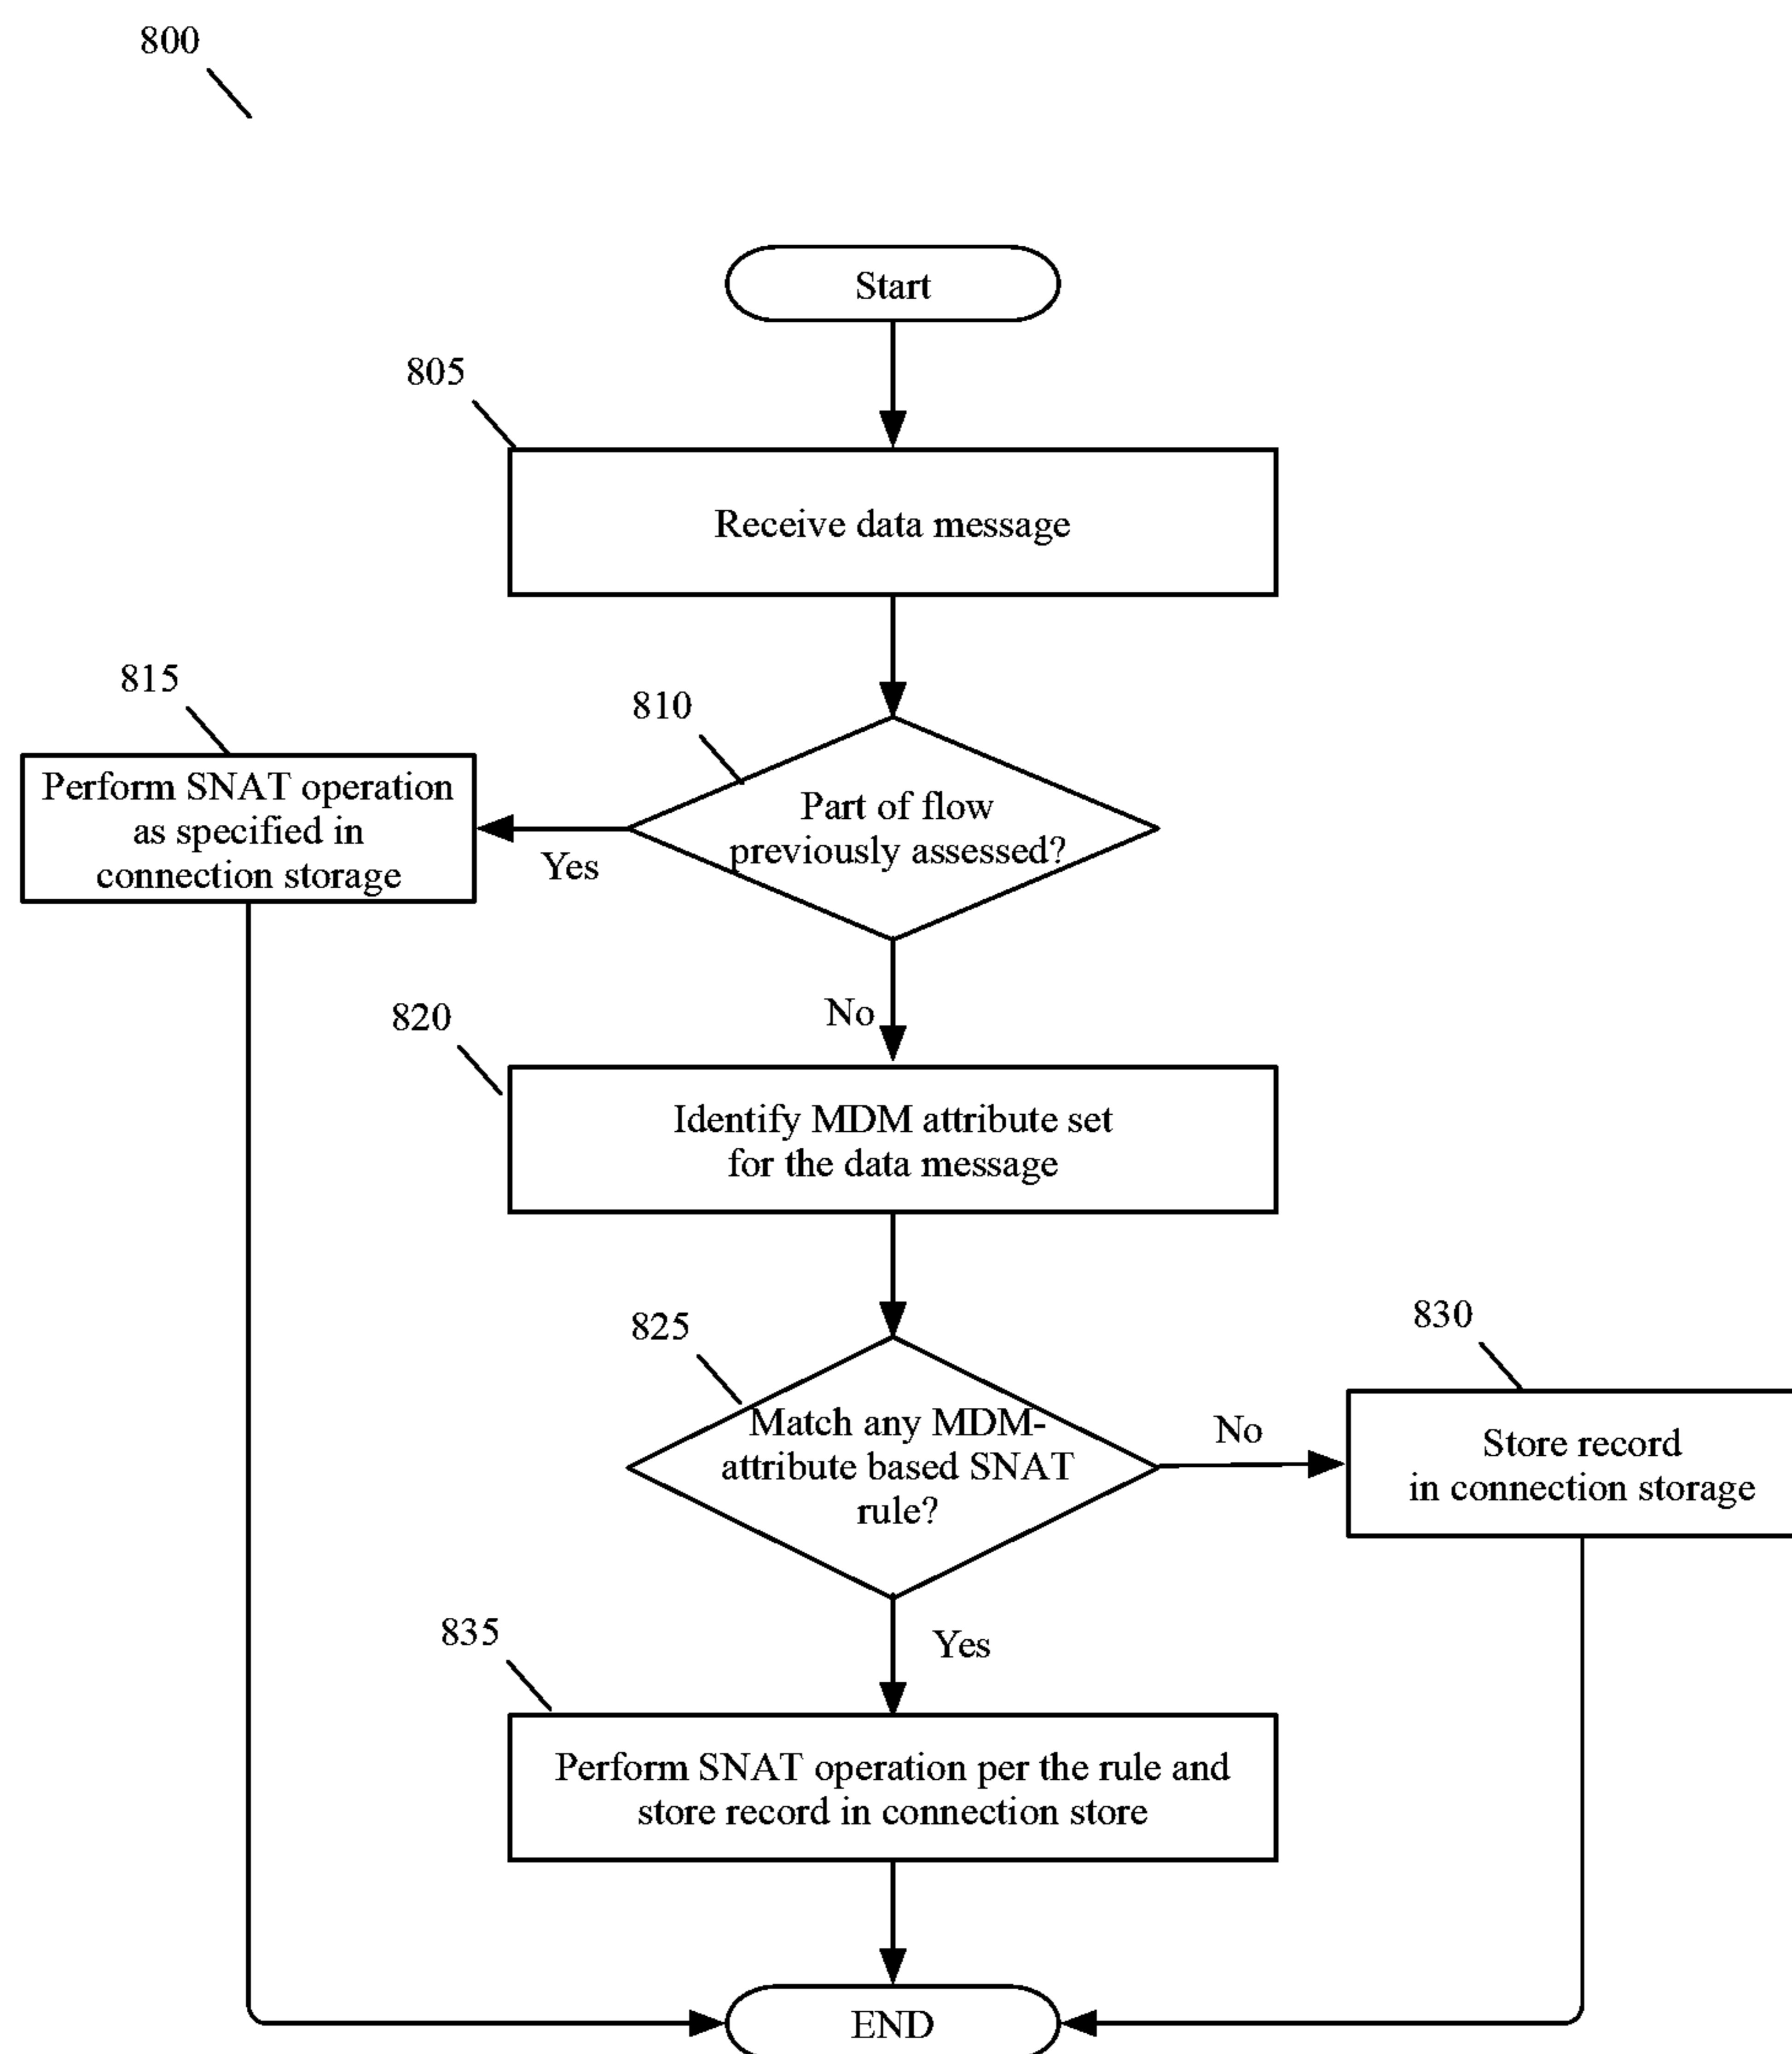 800
Start
805
Receive data message
815
810
Perform SNAT operation
as specified in
connection storage
Yes
Part of flow
previously assessed?
No
820
Identify MDM attribute set
for the data message
825
Match any MDM-
attribute based SNAT
rule?
No
830
Store record
in connection storage
Yes
835
Perform SNAT operation per the rule and
store record in connection store
END